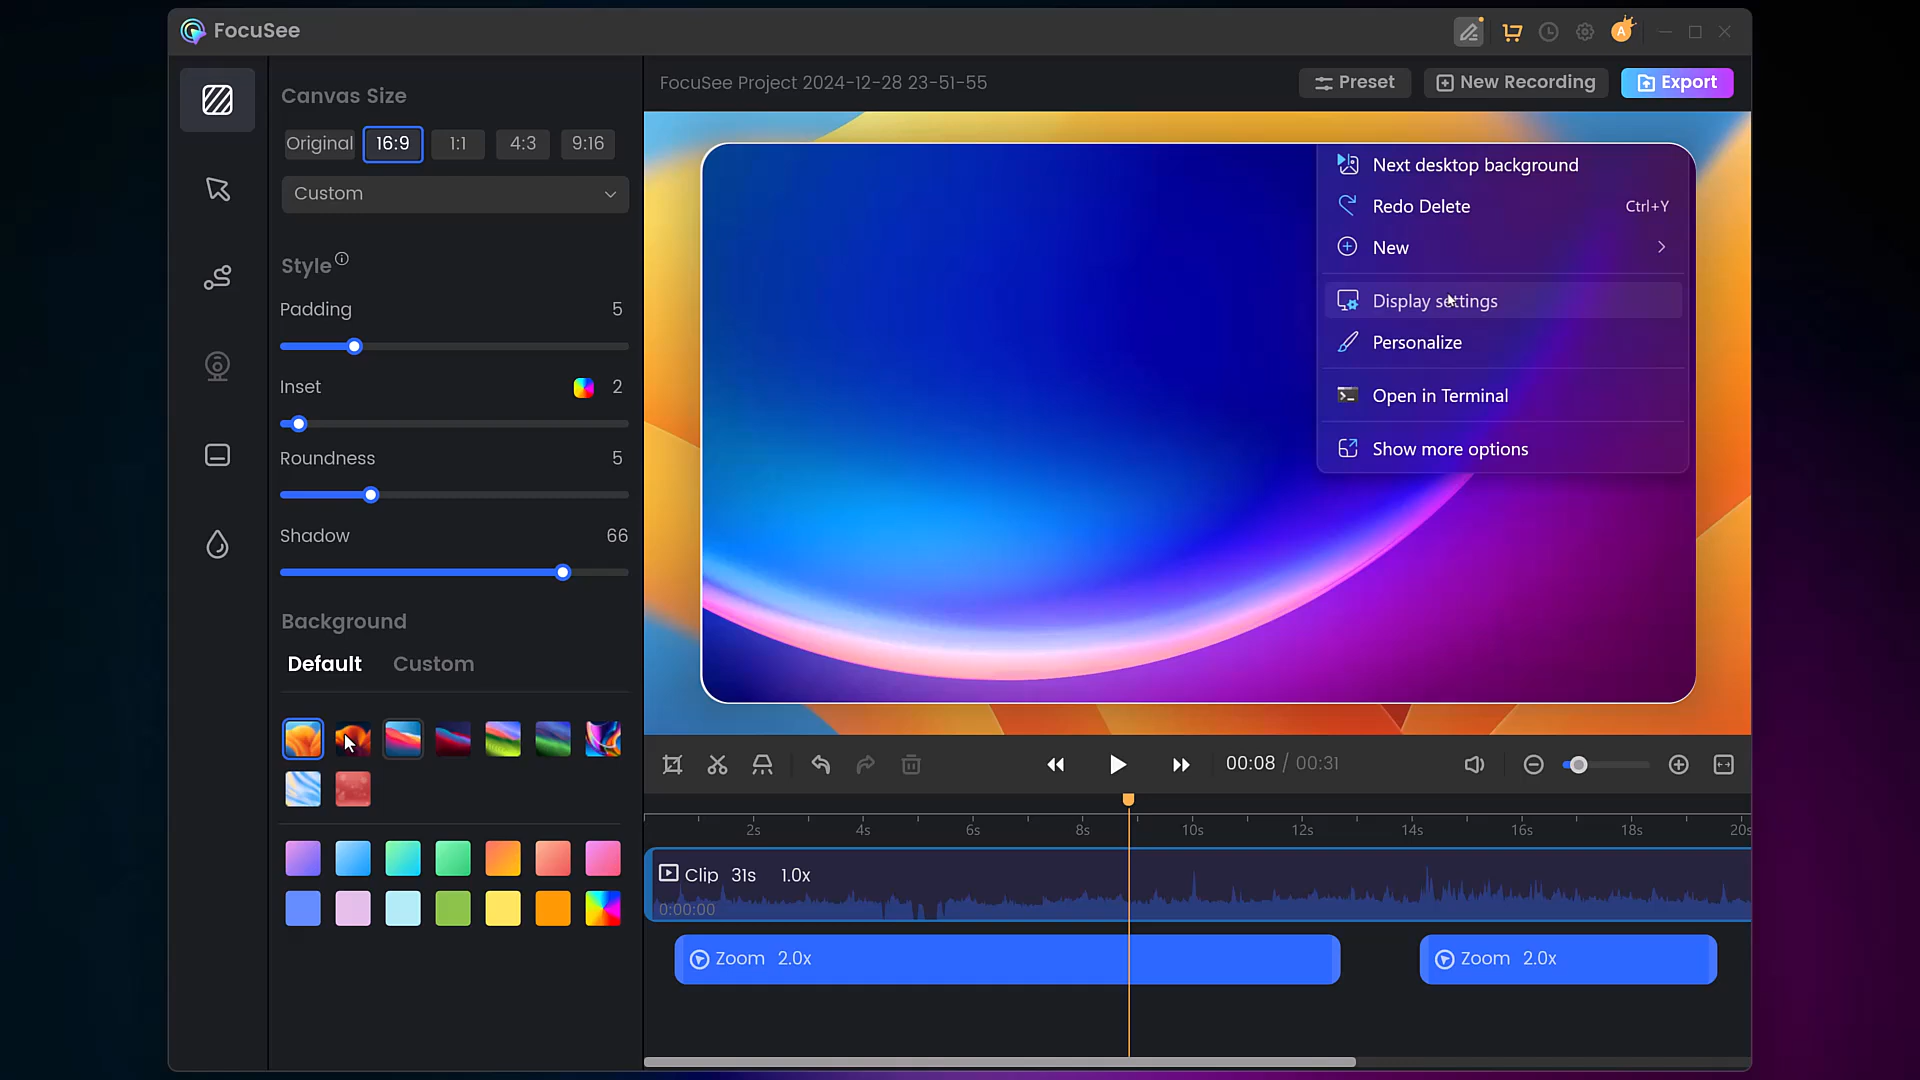 FocuSee
A
FocuSee Project 2024-12-28 23-51-55
Preset
New Recording
Export
Canvas Size
Original
16:9
1:1
4:3
9:16
Custom
Style
Padding
5
Inset
2
Roundness
5
Shadow
66
Background
Default
Custom
Next desktop background
Redo Delete
Ctrl+Y
New
Display settings
Personalize
Open in Terminal
Show more options
00:08 / 00:31
2s
4s
6s
8s
10s
12s
14s
16s
18s
20s
Clip 31s 1.0x
0:00:00
Zoom 2.0x
Zoom 2.0x